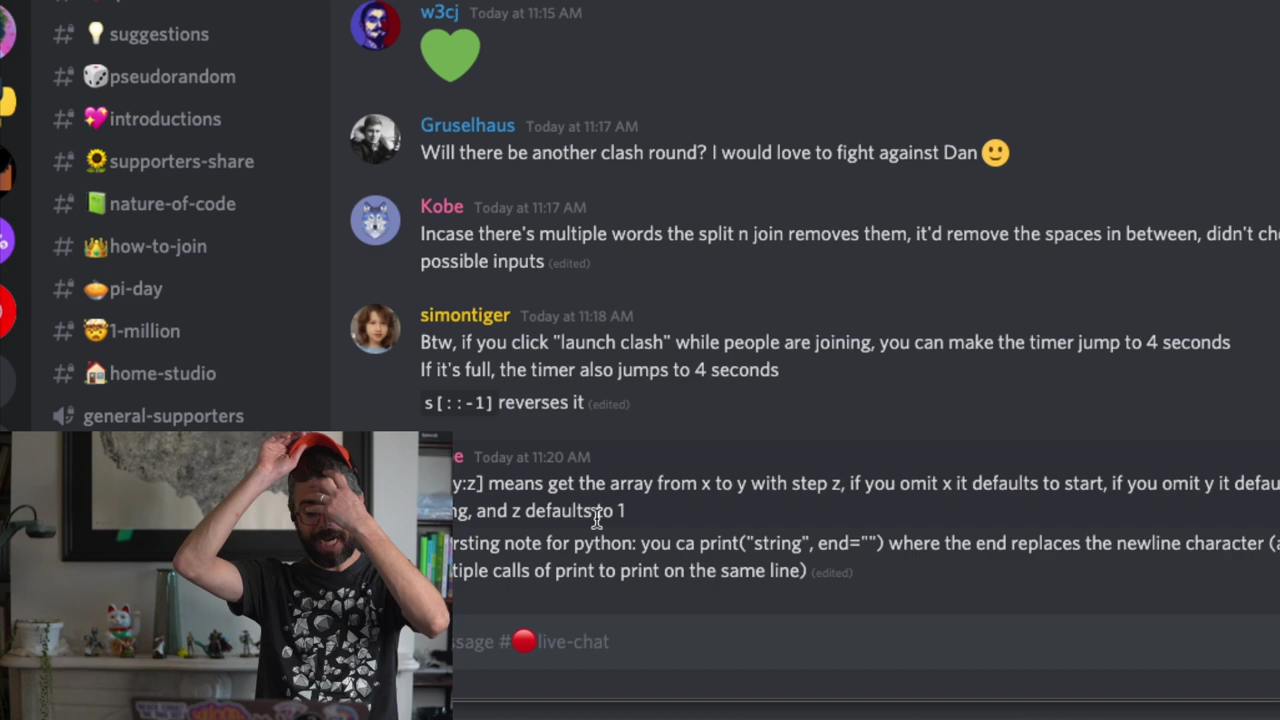 suggestions
pseudorandom
introductions
supporters-share
nature-of-code
how-to-join
pi-day
1-million
home-studio
general-supporters
w3cj Today at 11:15 AM
Gruselhaus Today at 11:17 AM
Will there be another clash round? I would love to fight against Dan
Kobe Today at 11:17 AM
Incase there's multiple words the split n join removes them, it'd remove the spaces in between, didn't
possible inputs (edited)
simontiger Today at 11:18 AM
Btw, if you click "launch clash" while people are joining, you can make the timer jump to 4 seconds
If it's full, the timer also jumps to 4 seconds
s[::-1] reverses it (edited)
Today at 11:20 AM
y:z] means get the array from x to y with step z, if you omit x it defaults to start, if you omit y it
and z defaults to 1
note for python: you ca print("string", end="") where the end replaces the newline character
calls of print to print on the same line) (edited)
#live-chat